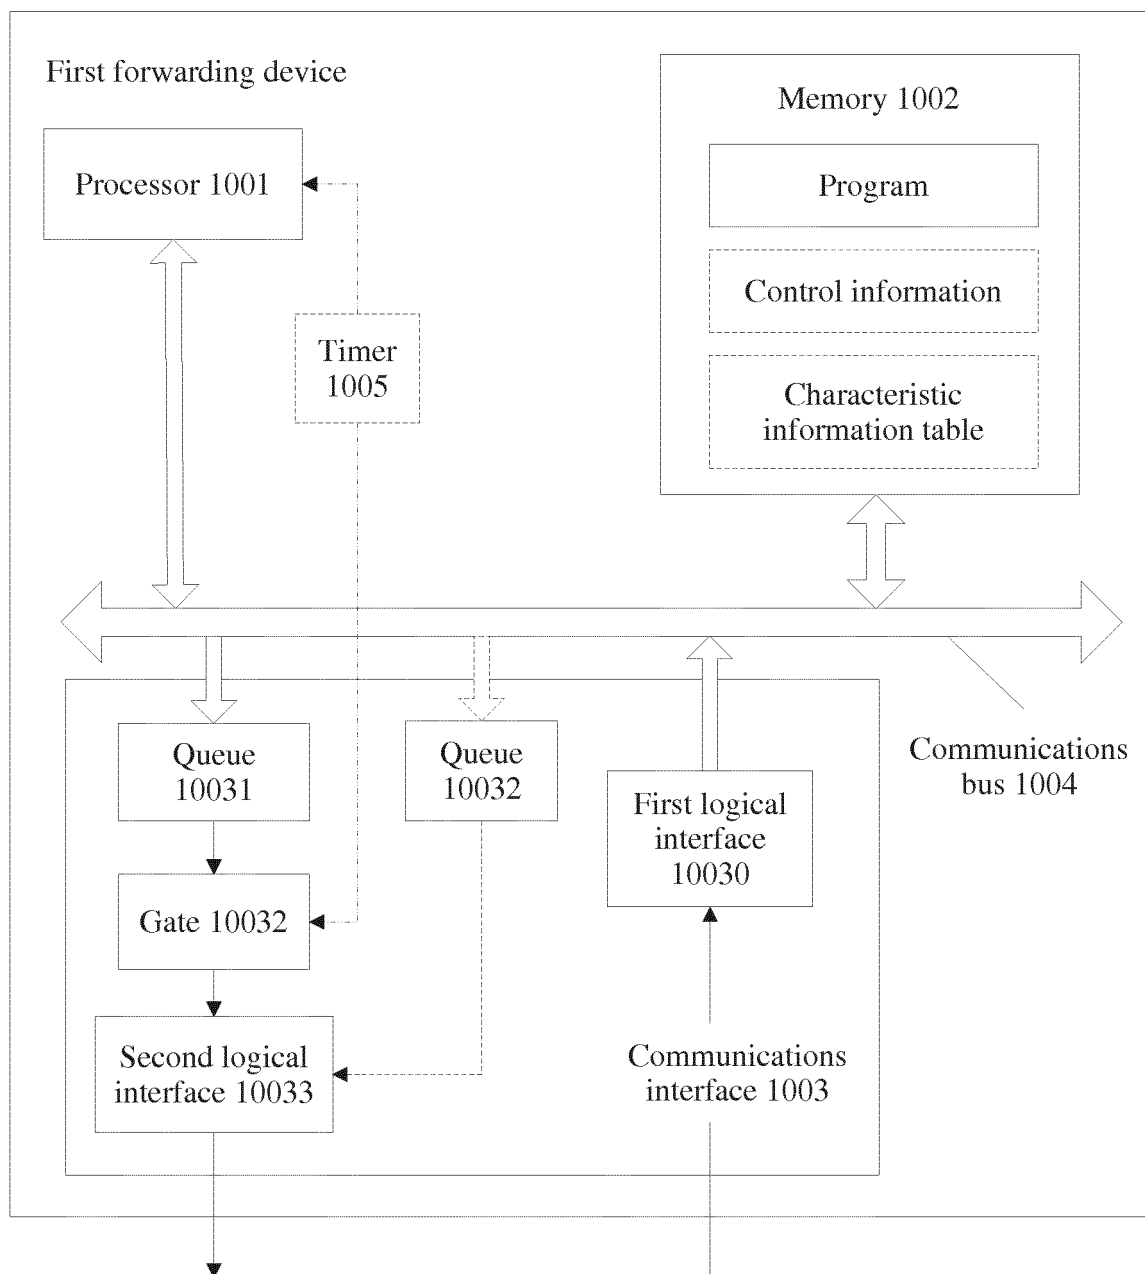 First forwarding device
Memory 1002
Processor 1001
Program
Control information
Timer
1005
Characteristic
information table
Queue
10031
Queue
10032
First logical
interface
10030
Communications
bus 1004
Gate 10032
Second logical
interface 10033
Communications
interface 1003